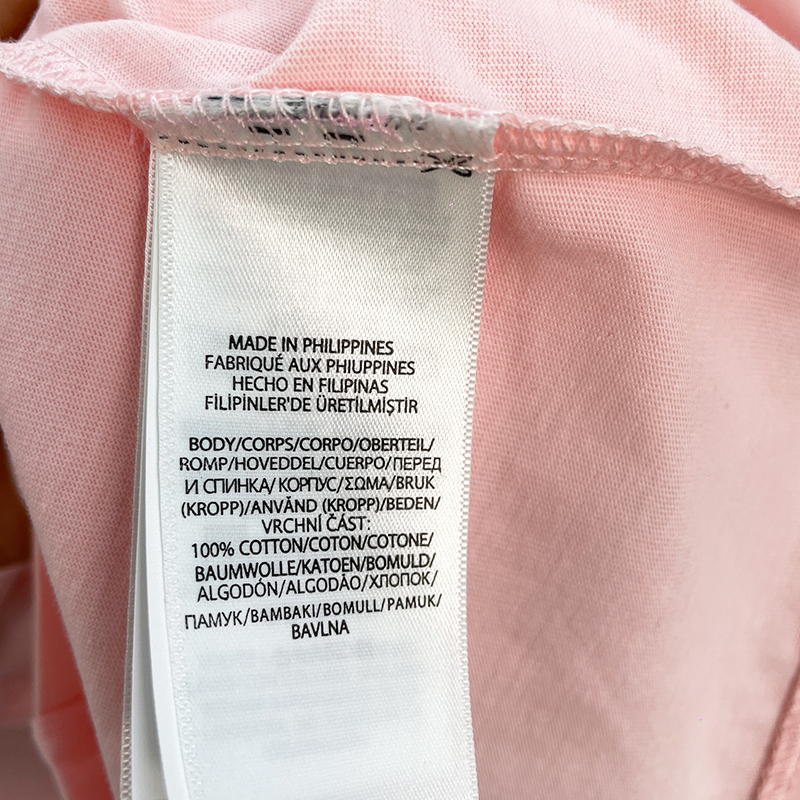 MADE IN PHILIPPINES
FABRIQUÉ AUX PHIUPPINES
HECHO EN FILIPINAS
FİLİPİNLER'DE ÜRETİLMİŞTİR
BODY/CORPS/CORPO/OBERTEIL/
ROMP/HOVEDDEL/CUERPO/ПЕРЕД
И СПИНКА/ КОРПУС/ΣΩΜΑ/BRUK
(KROPP)/ANVÄND (KROPP)/BEDEN/
VRCHNÍ ČÁST:
100% COTTON/COTON/COTONE/
BAUMWOLLE/KATOEN/BOMULD/
ALGODÓN/ALGODÃO/ХЛОПОК/
ПАМУК/BAMBAKI/BOMULL/PAMUK/
BAVLNA